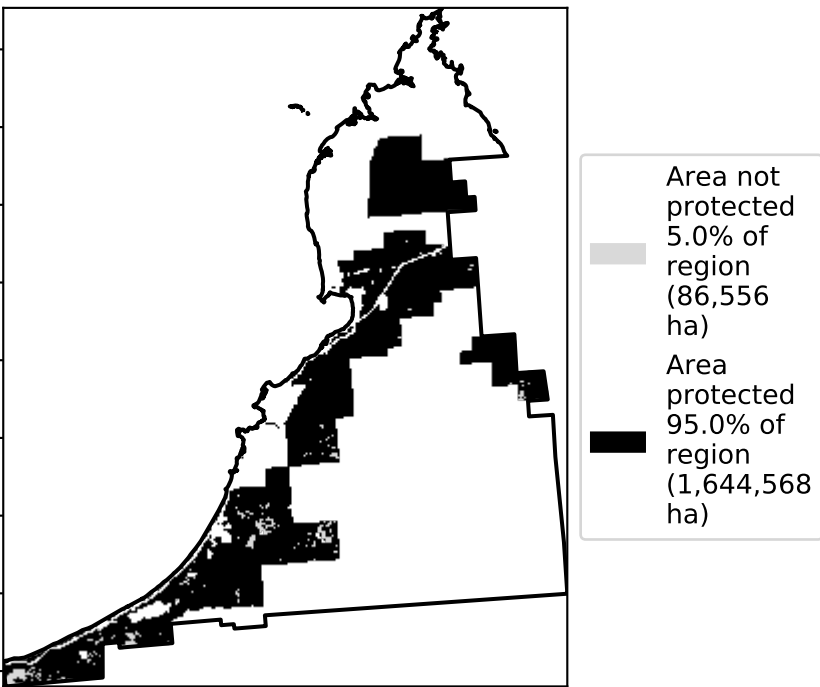 Area not
protected
5.0% of
region
(86,556
ha)
Area
protected
95.0% of
region
(1,644,568
ha)